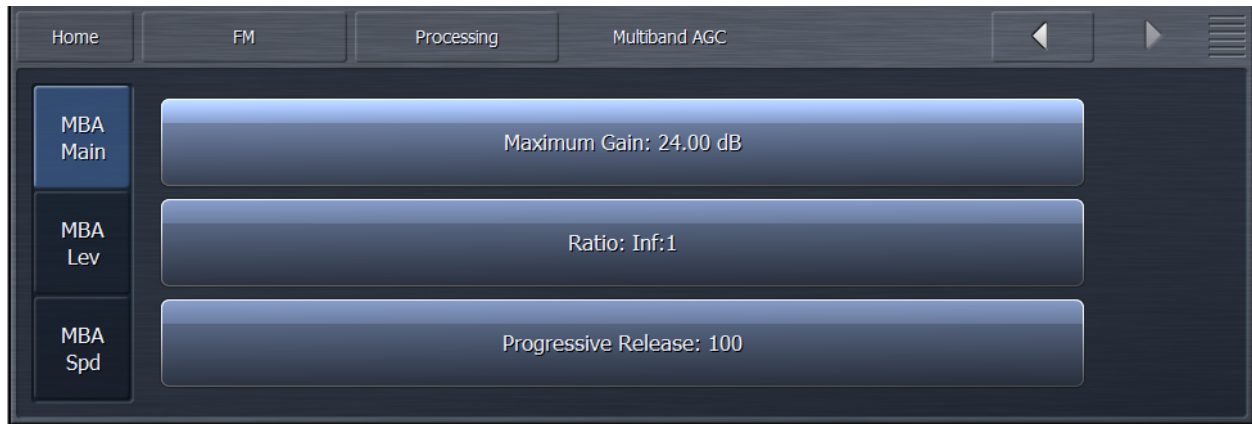 Home FM Processing Multiband AGC
MBA
Main
Maximum Gain: 24.00 dB
MBA
Lev
Ratio: Inf:1
MBA
Spd
Progressive Release: 100